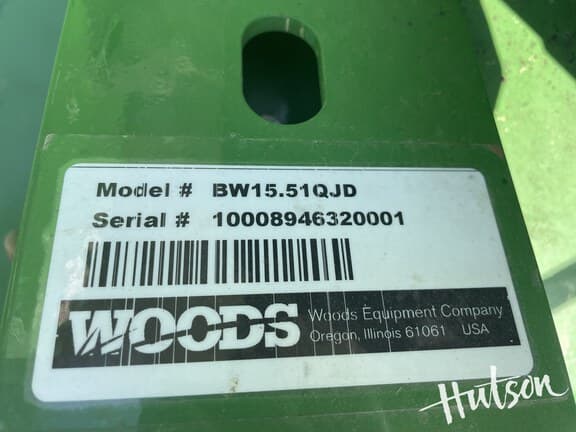 Model # BW15.51QJD
Serial # 10008946320001
WOODS
Woods Equipment Company
Oregon, Illinois 61061 USA
Hutson